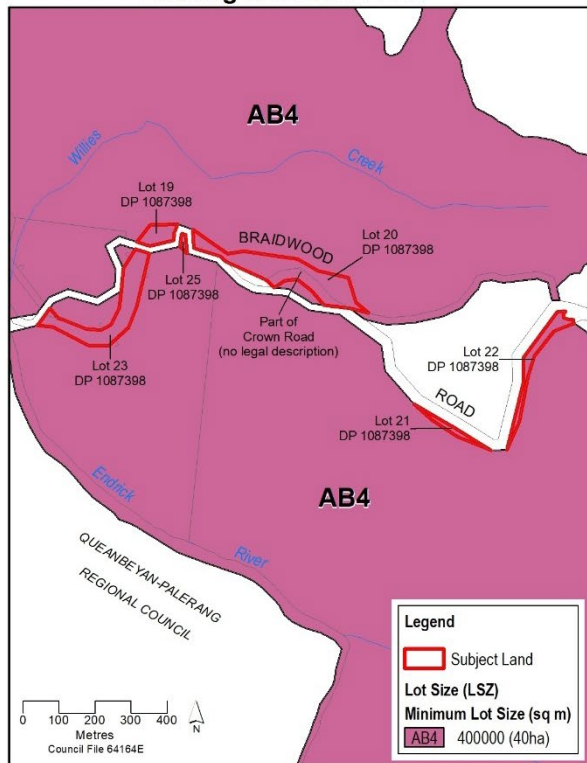 AB4
Willies
Creek
Lot 19
DP 1087398
BRAIDWOOD
Lot 20
DP 1087398
Lot 25
DP 1087398
Part of
Crown Road
(no legal description)
Lot 23
DP 1087398
Lot 22
DP 1087398
ROAD
Lot 21
DP 1087398
AB4
Endrick
River
QUEANBEYAN-PALERANG
REGIONAL COUNCIL
Legend
Subject Land
Lot Size (LSZ)
Minimum Lot Size (sq m)
AB4 400000 (40ha)
0 100 200 300 400
Metres
Council File 64164E
N